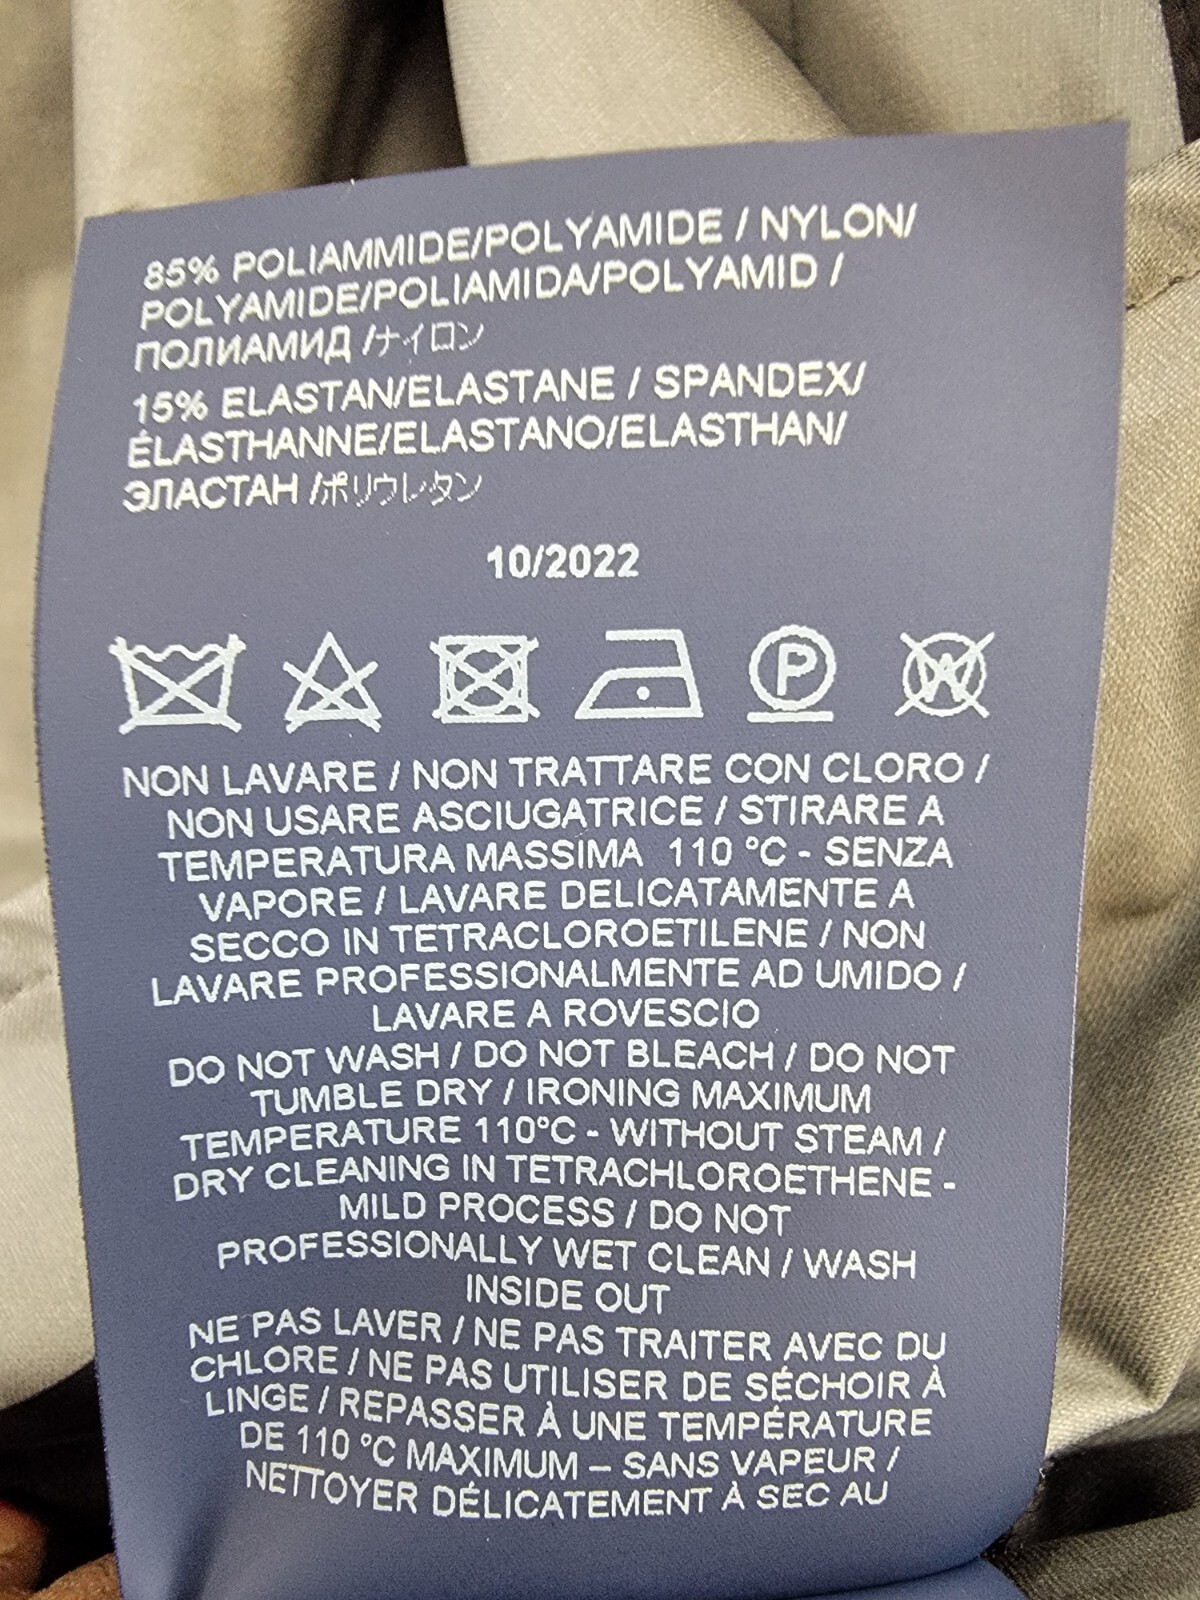 85% POLIAMMIDE/POLYAMIDE / NYLON/
POLYAMIDE/POLIAMIDA/POLYAMID /
ПОЛИАМИД /ナイロン
15% ELASTAN/ELASTANE / SPANDEX/
ÉLASTHANNE/ELASTANO/ELASTHAN/
ЭЛАСТАН /ポリウレタン
10/2022
P W
NON LAVARE / NON TRATTARE CON CLORO /
NON USARE ASCIUGATRICE / STIRARE A
TEMPERATURA MASSIMA 110 °C - SENZA
VAPORE / LAVARE DELICATAMENTE A
SECCO IN TETRACLOROETILENE / NON
LAVARE PROFESSIONALMENTE AD UMIDO /
LAVARE A ROVESCIO
DO NOT WASH / DO NOT BLEACH / DO NOT
TUMBLE DRY / IRONING MAXIMUM
TEMPERATURE 110°C - WITHOUT STEAM /
DRY CLEANING IN TETRACHLOROETHENE -
MILD PROCESS / DO NOT
PROFESSIONALLY WET CLEAN / WASH
INSIDE OUT
NE PAS LAVER / NE PAS TRAITER AVEC DU
CHLORE / NE PAS UTILISER DE SÉCHOIR À
LINGE / REPASSER À UNE TEMPÉRATURE
DE 110 °C MAXIMUM – SANS VAPEUR /
NETTOYER DÉLICATEMENT À SEC AU